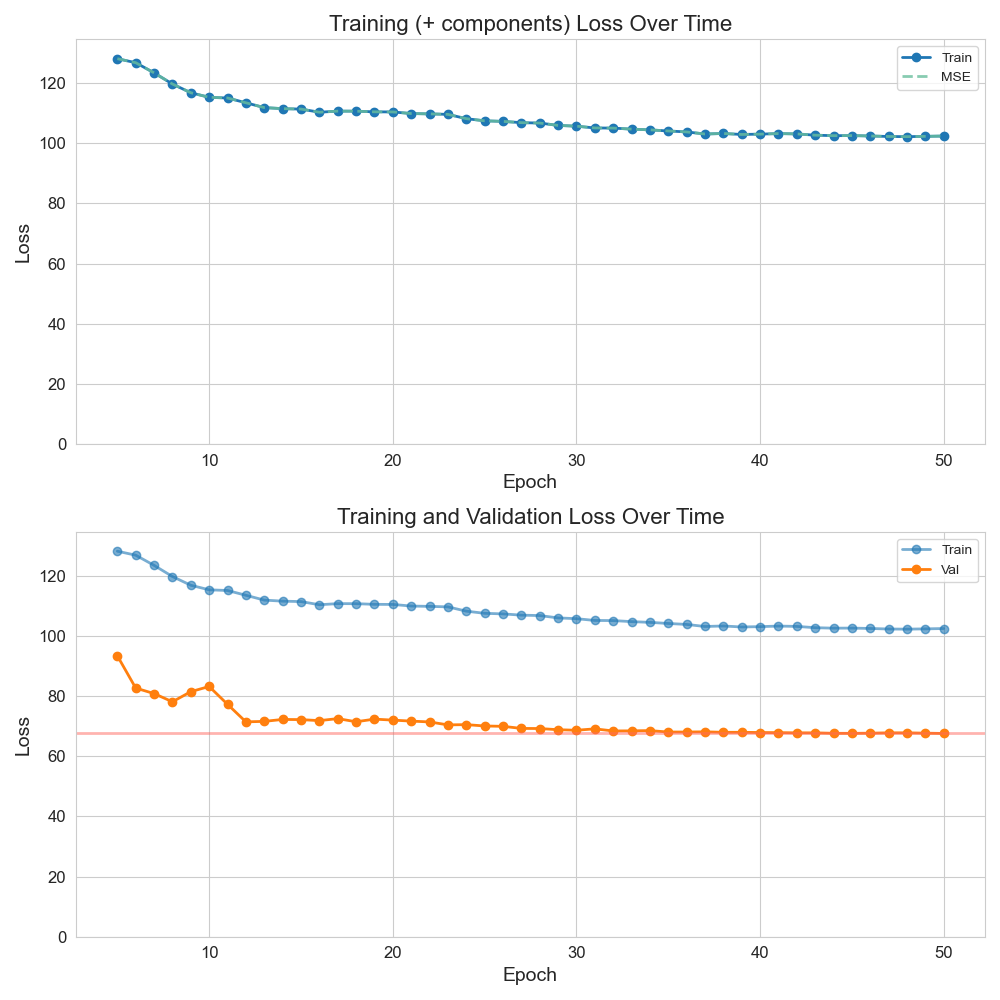 Training (+ components) Loss Over Time
Train
MSE
120
100
80
60
40
20
0
Loss
10 20 30 40 50
Epoch
Training and Validation Loss Over Time
Train
Val
120
100
80
60
40
20
0
Loss
10 20 30 40 50
Epoch